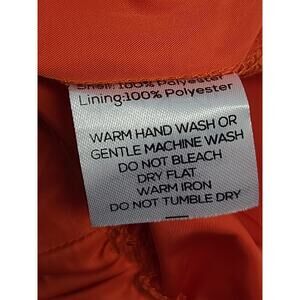 Shell: 100% Polyester
Lining:100% Polyester
WARM HAND WASH OR
GENTLE MACHINE WASH
DO NOT BLEACH
DRY FLAT
WARM IRON
DO NOT TUMBLE DRY